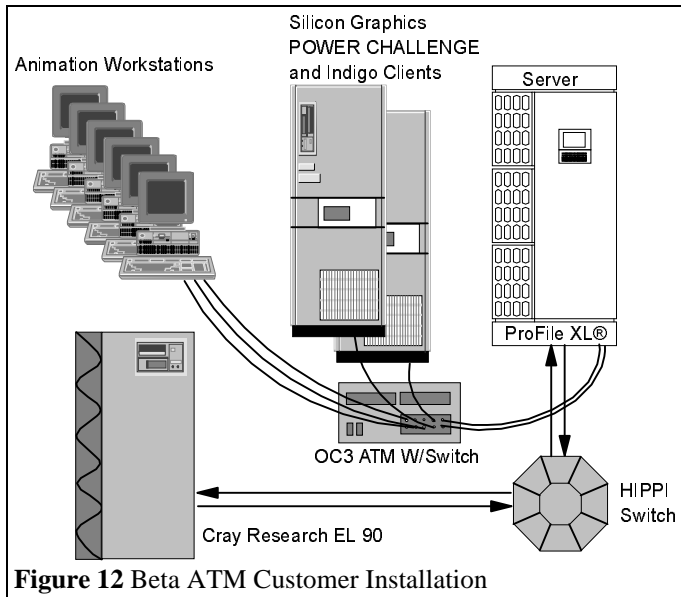 Silicon Graphics
POWER CHALLENGE
and Indigo Clients
Animation Workstations
Server
ProFile XL®
OC3 ATM W/Switch
HIPPI
Switch
Cray Research EL 90
Figure 12 Beta ATM Customer Installation